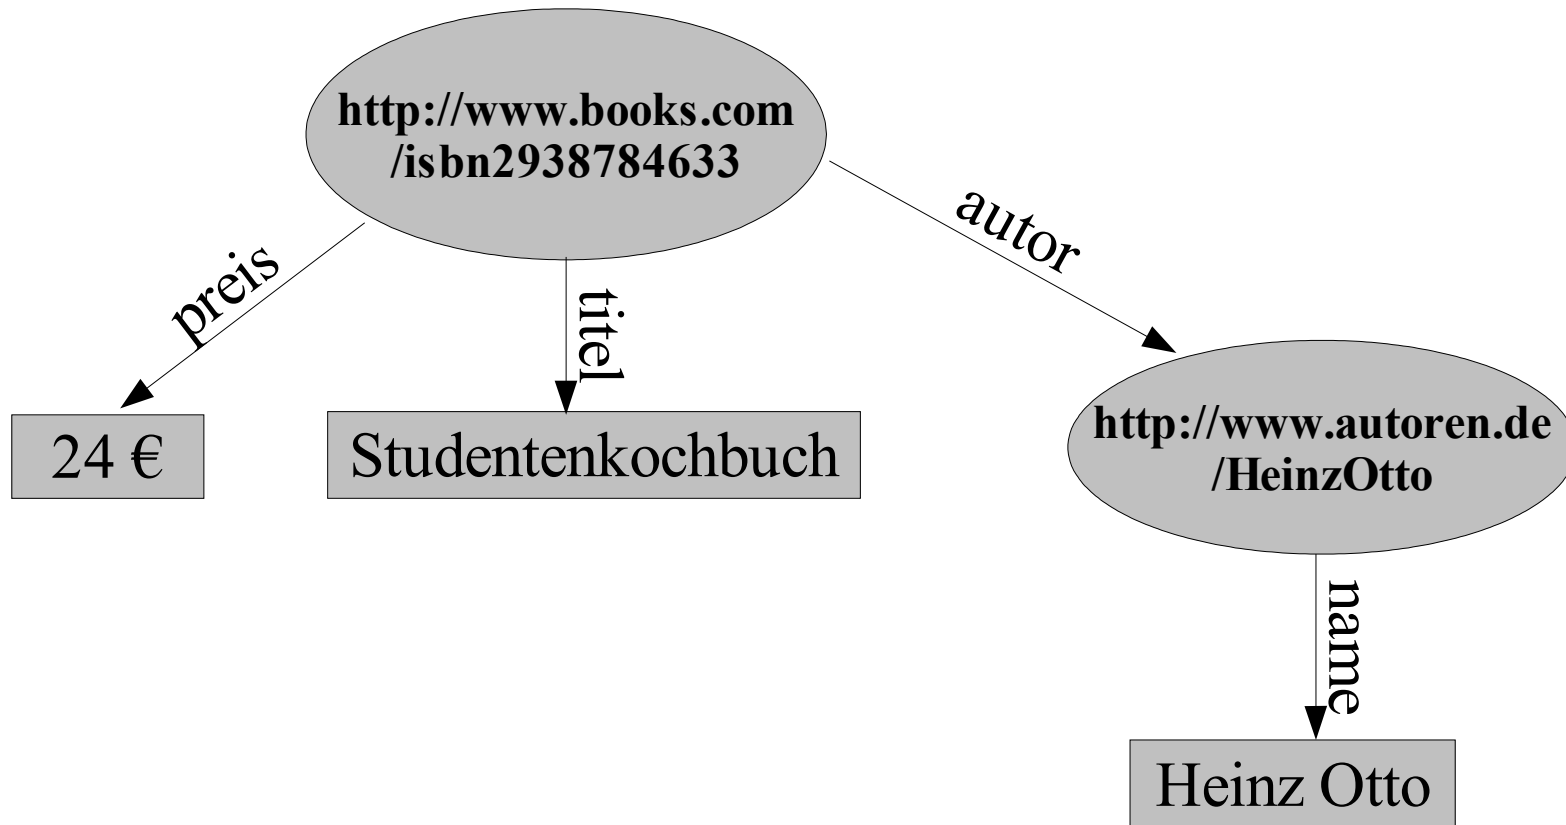 http://www.books.com
/isbn2938784633
preis
titel
autor
24 €
Studentenkochbuch
http://www.autoren.de
/HeinzOtto
name
Heinz Otto